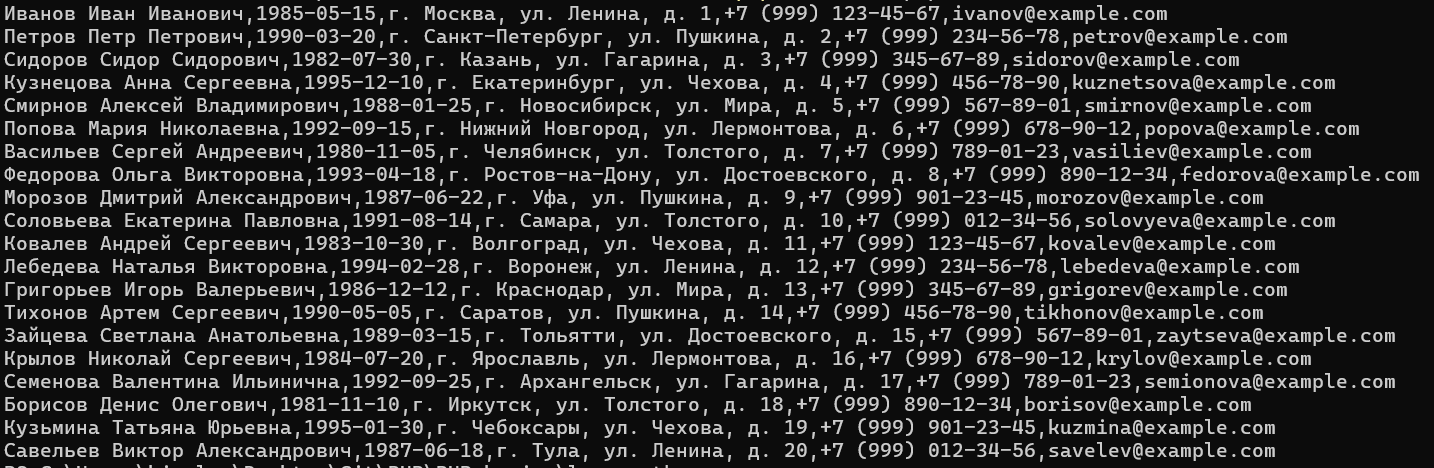 Иванов Иван Иванович,1985-05-15,г. Москва, ул. Ленина, д. 1,+7 (999) 123-45-67,ivanov@example.com
Петров Петр Петрович,1990-03-20,г. Санкт-Петербург, ул. Пушкина, д. 2,+7 (999) 234-56-78,petrov@example.com
Сидоров Сидор Сидорович,1982-07-30,г. Казань, ул. Гагарина, д. 3,+7 (999) 345-67-89,sidorov@example.com
Кузнецова Анна Сергеевна,1995-12-10,г. Екатеринбург, ул. Чехова, д. 4,+7 (999) 456-78-90,kuznetsova@example.com
Смирнов Алексей Владимирович,1988-01-25,г. Новосибирск, ул. Мира, д. 5,+7 (999) 567-89-01,smirnov@example.com
Попова Мария Николаевна,1992-09-15,г. Нижний Новгород, ул. Лермонтова, д. 6,+7 (999) 678-90-12,popova@example.com
Васильев Сергей Андреевич,1980-11-05,г. Челябинск, ул. Толстого, д. 7,+7 (999) 789-01-23,vasiliev@example.com
Федорова Ольга Викторовна,1993-04-18,г. Ростов-на-Дону, ул. Достоевского, д. 8,+7 (999) 890-12-34,fedorova@example.com
Морозов Дмитрий Александрович,1987-06-22,г. Уфа, ул. Пушкина, д. 9,+7 (999) 901-23-45,morozov@example.com
Соловьева Екатерина Павловна,1991-08-14,г. Самара, ул. Толстого, д. 10,+7 (999) 012-34-56,solovyeva@example.com
Ковалев Андрей Сергеевич,1983-10-30,г. Волгоград, ул. Чехова, д. 11,+7 (999) 123-45-67,kovalev@example.com
Лебедева Наталья Викторовна,1994-02-28,г. Воронеж, ул. Ленина, д. 12,+7 (999) 234-56-78,lebedeva@example.com
Григорьев Игорь Валерьевич,1986-12-12,г. Краснодар, ул. Мира, д. 13,+7 (999) 345-67-89,grigorev@example.com
Тихонов Артем Сергеевич,1990-05-05,г. Саратов, ул. Пушкина, д. 14,+7 (999) 456-78-90,tikhonov@example.com
Зайцева Светлана Анатольевна,1989-03-15,г. Тольятти, ул. Достоевского, д. 15,+7 (999) 567-89-01,zaytseva@example.com
Крылов Николай Сергеевич,1984-07-20,г. Ярославль, ул. Лермонтова, д. 16,+7 (999) 678-90-12,krylov@example.com
Семенова Валентина Ильинична,1992-09-25,г. Архангельск, ул. Гагарина, д. 17,+7 (999) 789-01-23,semionova@example.com
Борисов Денис Олегович,1981-11-10,г. Иркутск, ул. Толстого, д. 18,+7 (999) 890-12-34,borisov@example.com
Кузьмина Татьяна Юрьевна,1995-01-30,г. Чебоксары, ул. Чехова, д. 19,+7 (999) 901-23-45,kuzmina@example.com
Савельев Виктор Александрович,1987-06-18,г. Тула, ул. Ленина, д. 20,+7 (999) 012-34-56,savelev@example.com